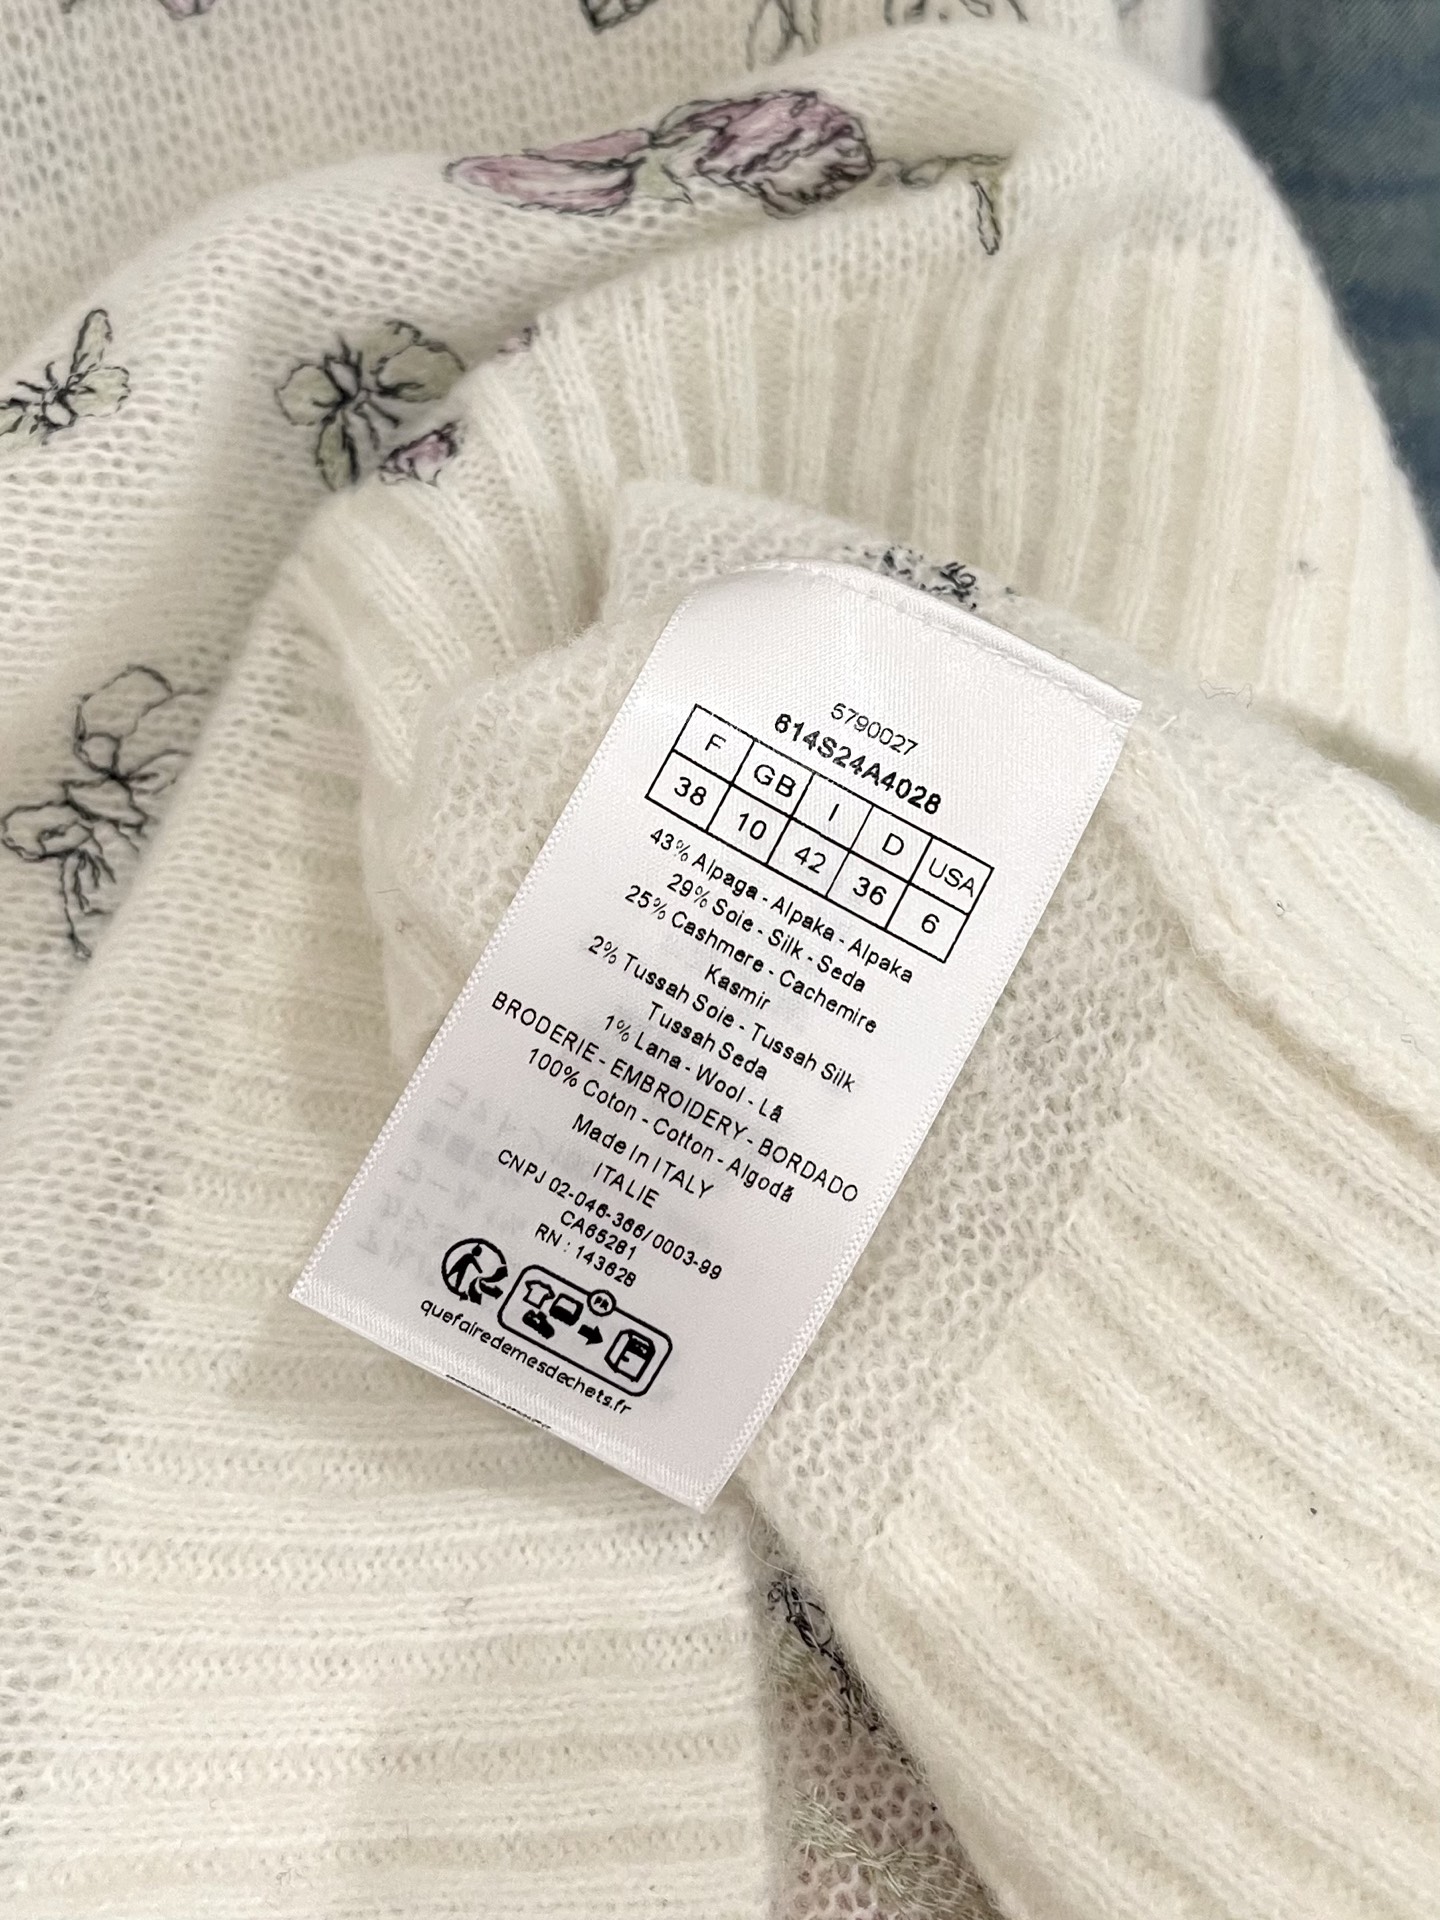 5790027
614S24A4028
F GB I D USA
38 10 42 36 6
43% Alpaga - Alpaka - Alpaka
29% Soie - Silk - Seda
25% Cashmere - Cachemire
Kasmir
2% Tussah Soie - Tussah Silk
Tussah Seda
1% Lana - Wool - Lã
BRODERIE - EMBROIDERY - BORDADO
100% Coton - Cotton - Algodã
Made In ITALY
ITALIE
CNPJ 02-046-366/0003-99
CA65281
RN : 143628
FR
quefairedemesdechets.fr